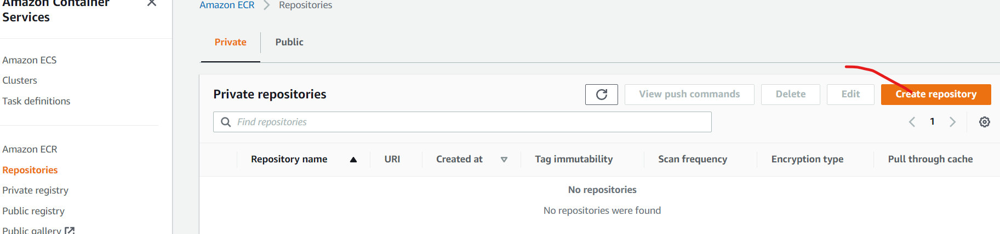 Amazon Container
Services
Amazon ECS
Clusters
Task definitions
Amazon ECR
Repositories
Private registry
Public registry
Public gallery
Amazon ECR > Repositories
Private Public
Private repositories
View push commands Delete Edit Create repository
Find repositories
1
Repository name URI Created at Tag immutability Scan frequency Encryption type Pull through cache
No repositories
No repositories were found